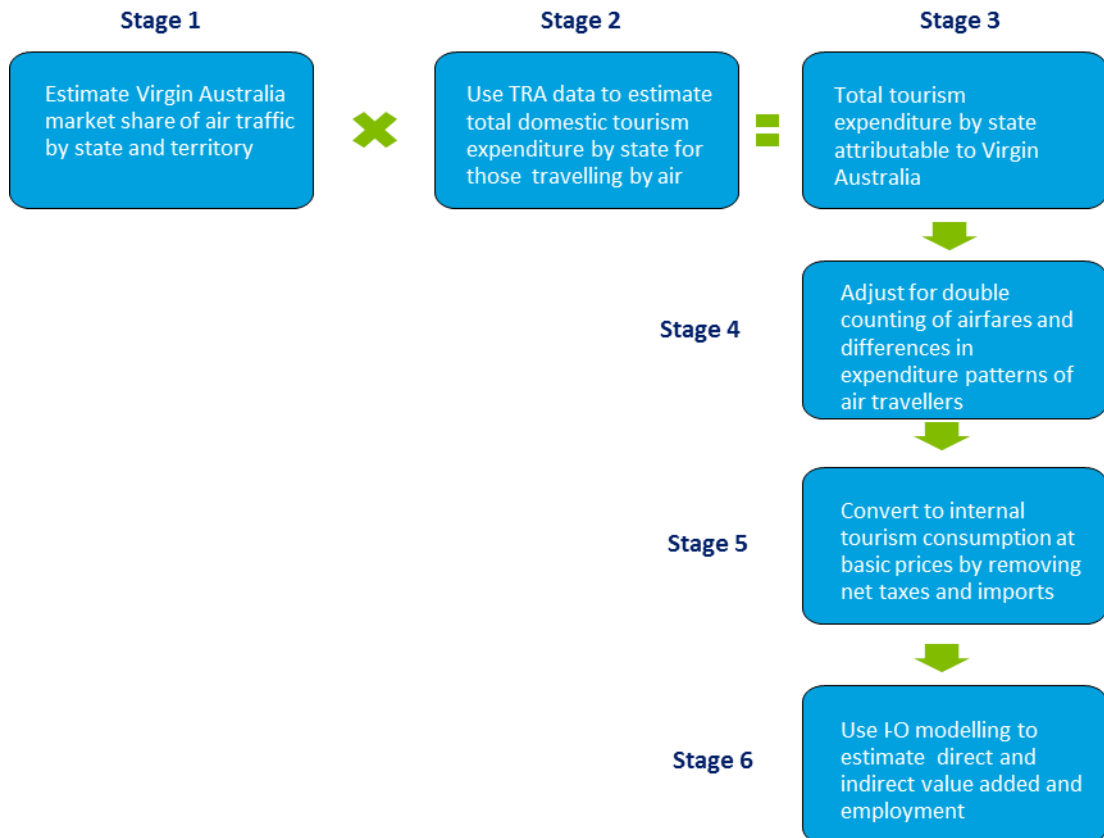 Stage 1
Stage 2
Stage 3
Estimate Virgin Australia
market share of air traffic
by state and territory
Use TRA data to estimate
total domestic tourism
expenditure by state for
those travelling by air
Total tourism
expenditure by state
attributable to Virgin
Australia
Stage 4
Adjust for double
counting of airfares and
differences in
expenditure patterns of
air travellers
Stage 5
Convert to internal
tourism consumption at
basic prices by removing
net taxes and imports
Stage 6
Use I-O modelling to
estimate direct and
indirect value added and
employment